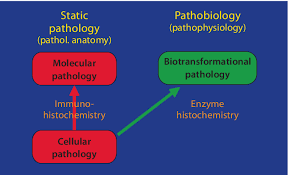 Static
pathology
(pathol. anatomy)
Pathobiology
(pathophysiology)
Molecular
pathology
Biotransformational
pathology
Immuno-
histochemistry
Enzyme
histochemistry
Cellular
pathology